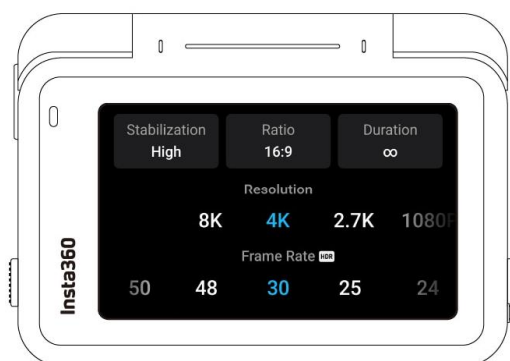 Stabilization Ratio Duration
High 16:9 ∞
Resolution
8K 4K 2.7K 1080P
Frame Rate HDR
50 48 30 25 24
Insta360